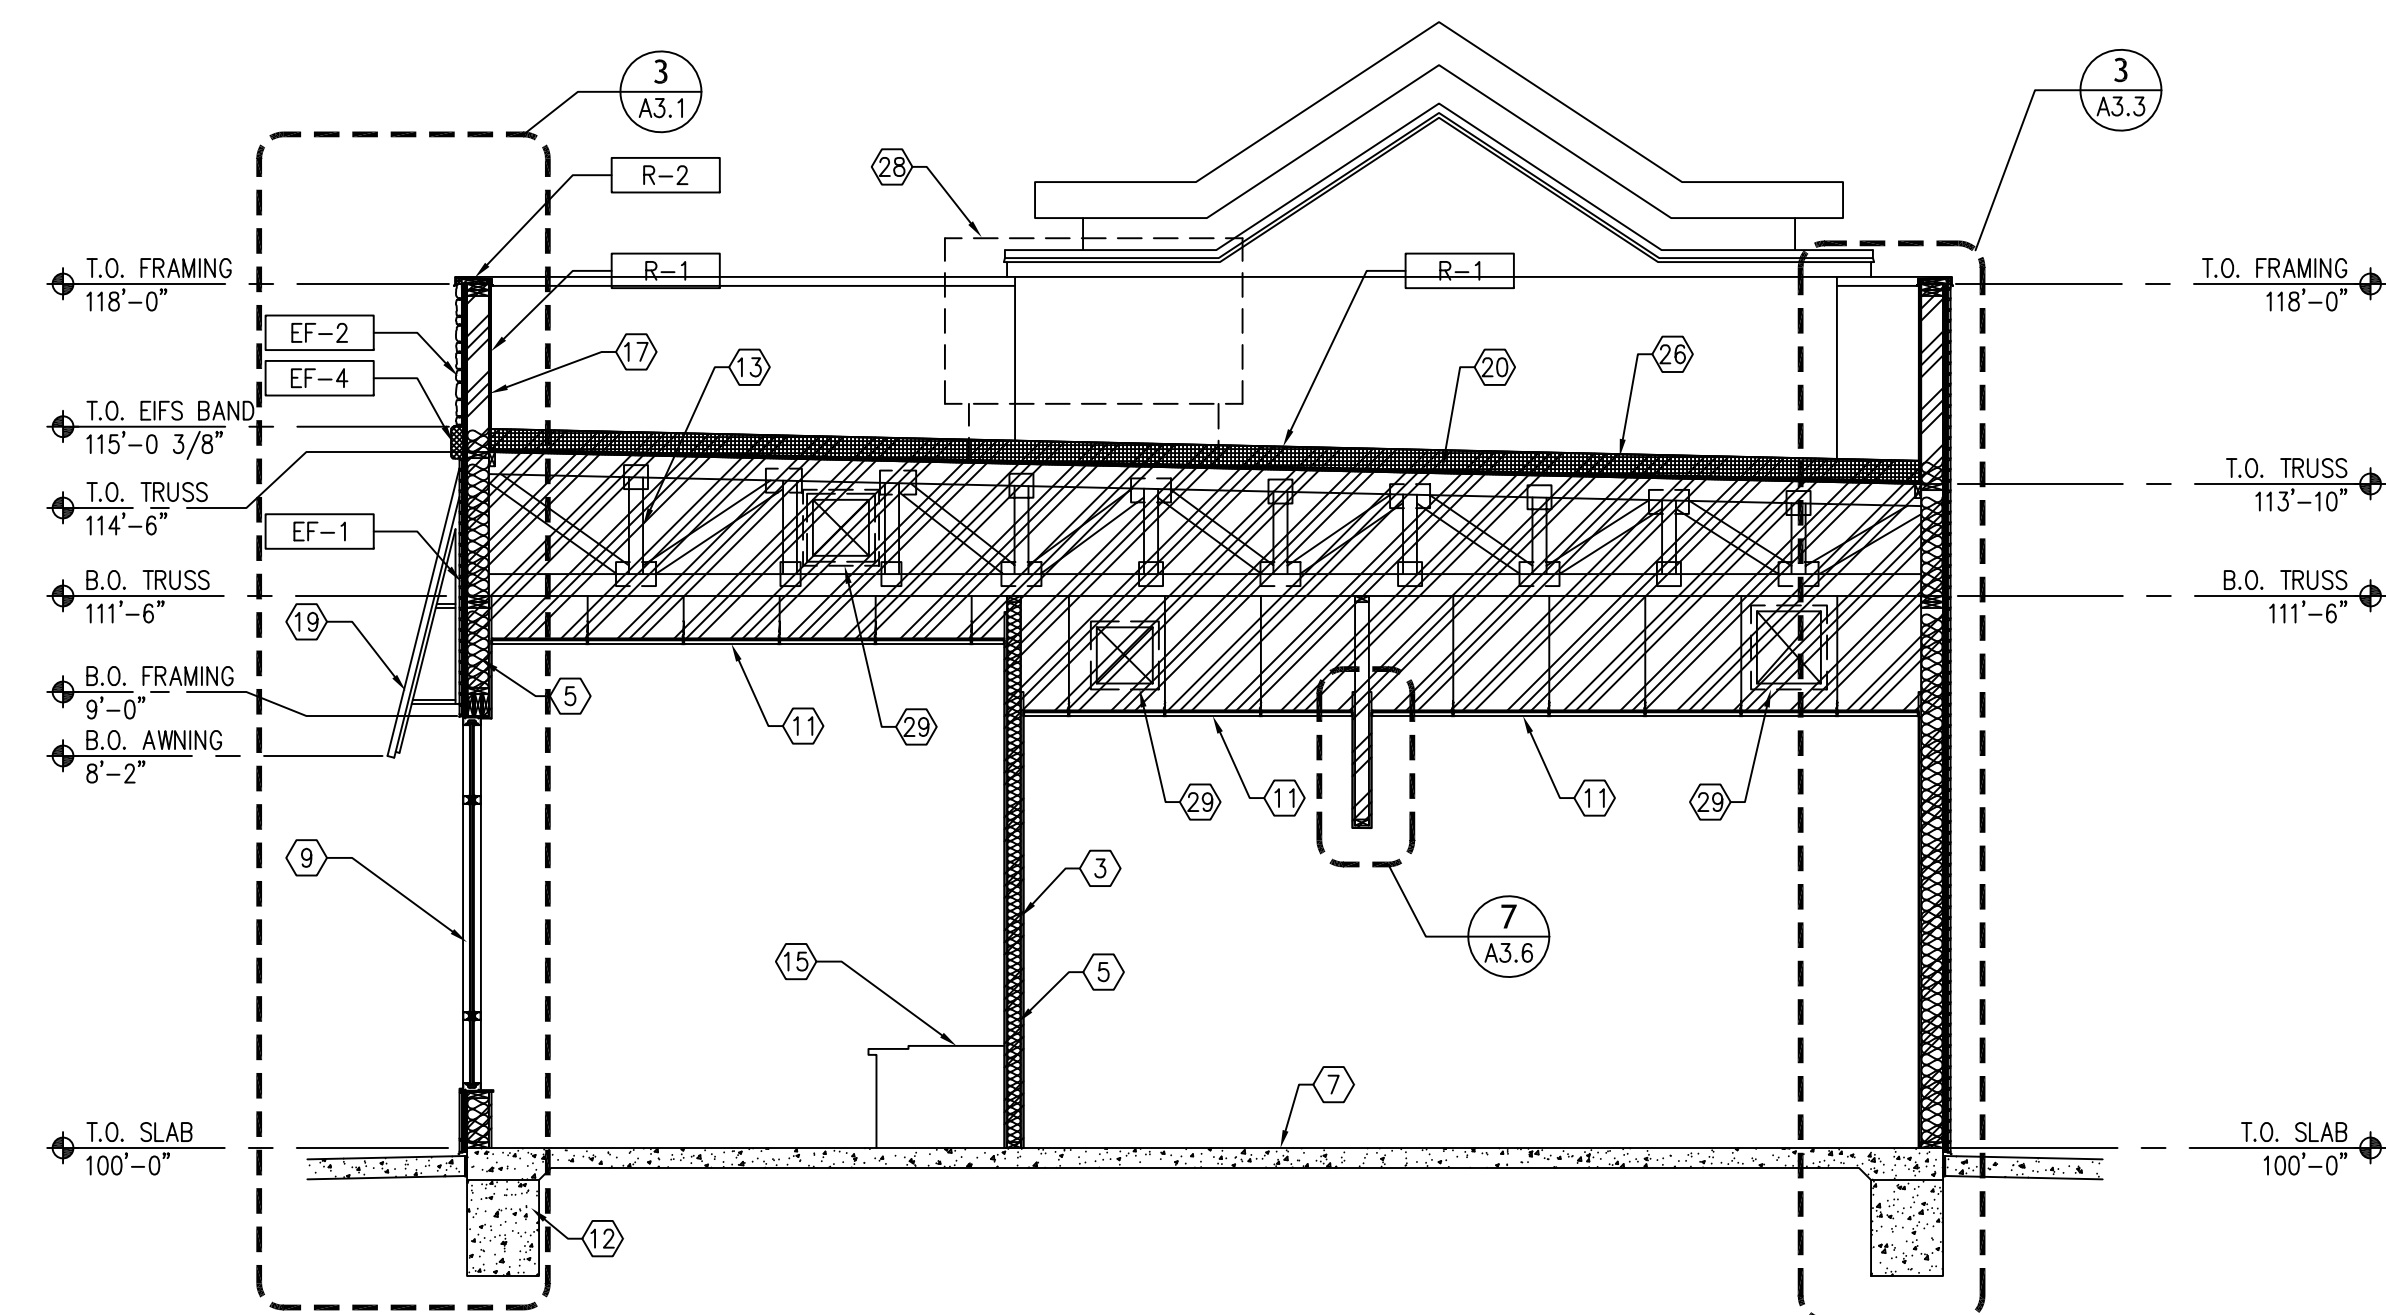 3
A3.1
3
A3.3
R-2
28
T.O. FRAMING
118'-0"
R-1
R-1
T.O. FRAMING
118'-0"
EF-2
17
13
20
26
EF-4
T.O. EIFS BAND
115'-0 3/8"
T.O. TRUSS
114'-6"
T.O. TRUSS
113'-10"
EF-1
B.O. TRUSS
111'-6"
B.O. TRUSS
111'-6"
19
B.O. FRAMING
9'-0"
5
11
29
B.O. AWNING
8'-2"
29
11
11
29
9
3
7
A3.6
15
5
7
T.O. SLAB
100'-0"
T.O. SLAB
100'-0"
12